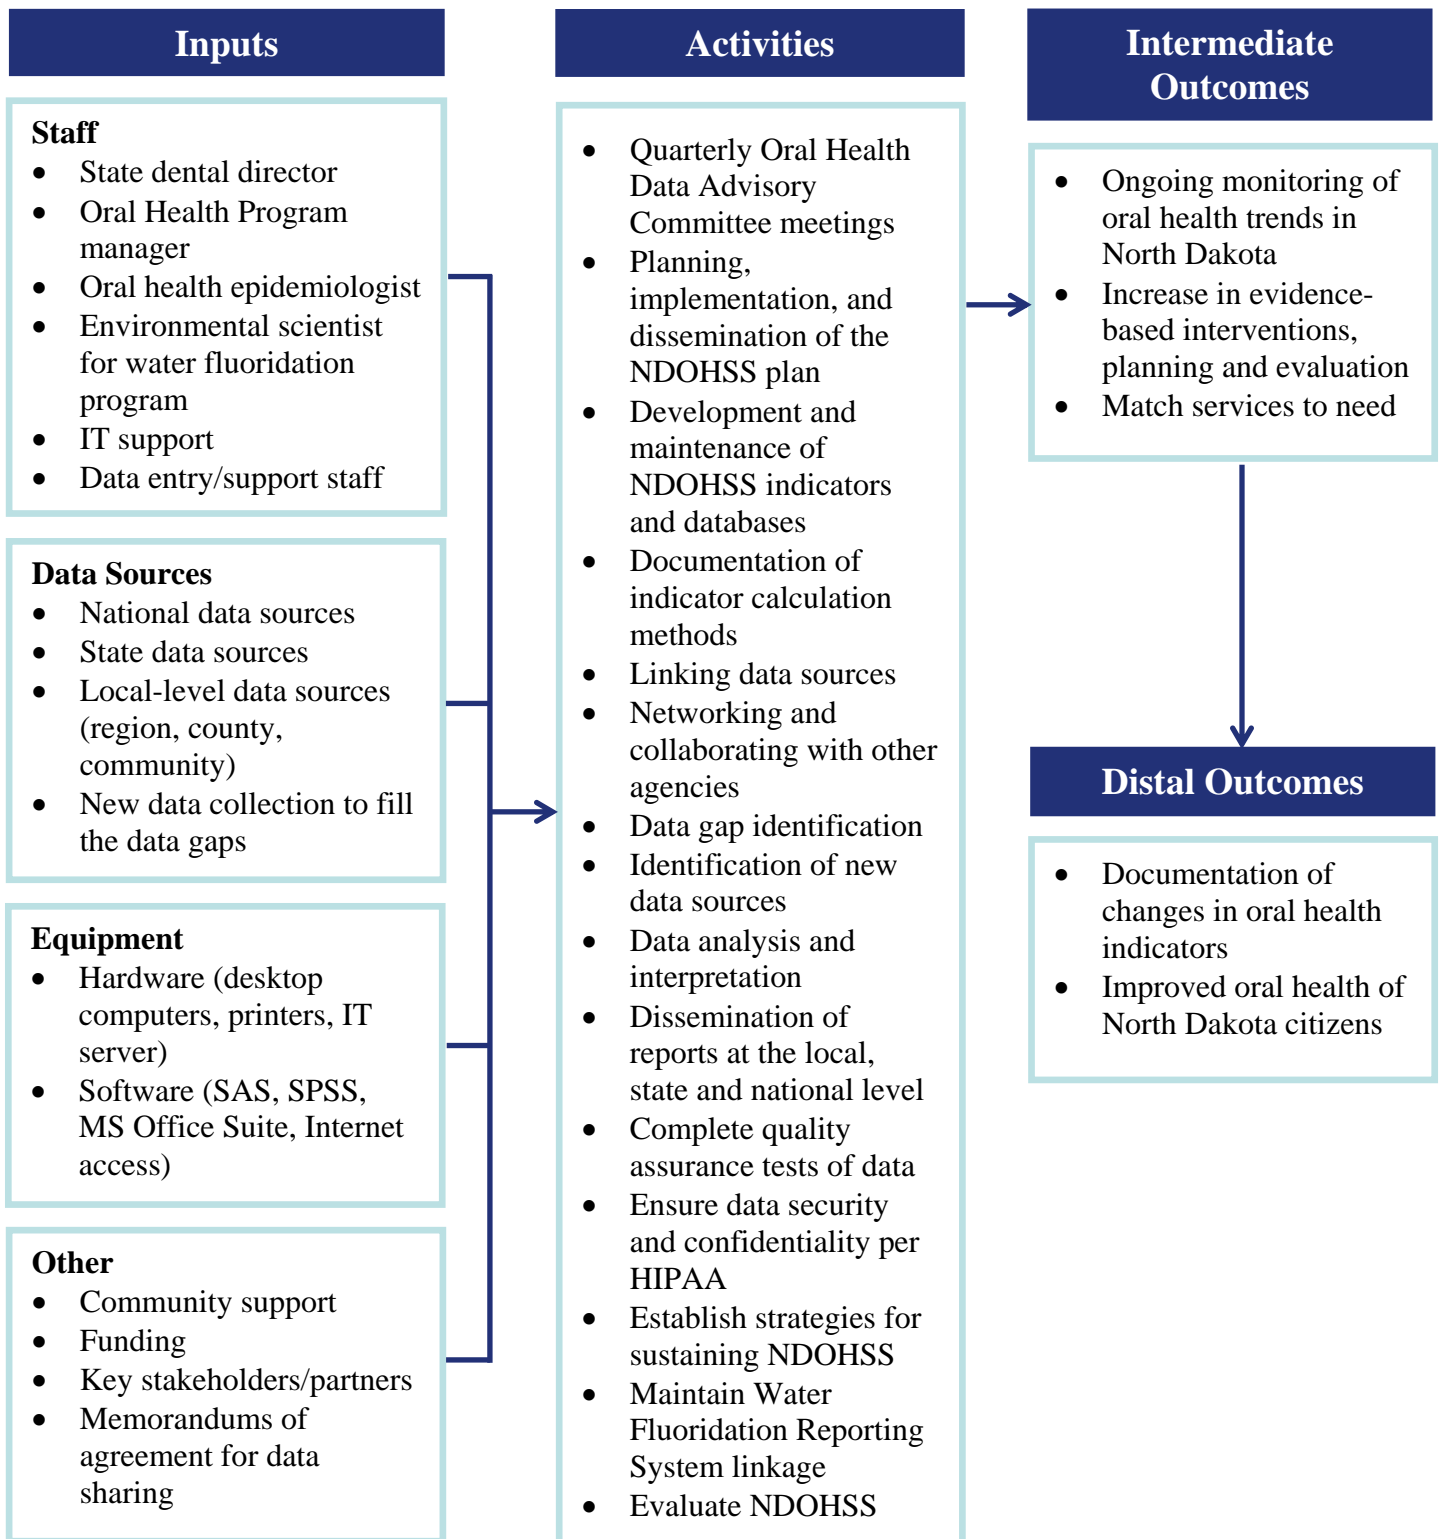 Inputs
Staff
• State dental director
• Oral Health Program
manager
• Oral health epidemiologist
• Environmental scientist
for water fluoridation
program
• IT support
• Data entry/support staff
Data Sources
• National data sources
• State data sources
• Local-level data sources
(region, county,
community)
• New data collection to fill
the data gaps
Equipment
• Hardware (desktop
computers, printers, IT
server)
• Software (SAS, SPSS,
MS Office Suite, Internet
access)
Other
• Community support
• Funding
• Key stakeholders/partners
• Memorandums of
agreement for data
sharing
Activities
• Quarterly Oral Health
Data Advisory
Committee meetings
• Planning,
implementation, and
dissemination of the
NDOHSS plan
• Development and
maintenance of
NDOHSS indicators
and databases
• Documentation of
indicator calculation
methods
• Linking data sources
• Networking and
collaborating with other
agencies
• Data gap identification
• Identification of new
data sources
• Data analysis and
interpretation
• Dissemination of
reports at the local,
state and national level
• Complete quality
assurance tests of data
• Ensure data security
and confidentiality per
HIPAA
• Establish strategies for
sustaining NDOHSS
• Maintain Water
Fluoridation Reporting
System linkage
• Evaluate NDOHSS
Intermediate
Outcomes
• Ongoing monitoring of
oral health trends in
North Dakota
• Increase in evidence-
based interventions,
planning and evaluation
• Match services to need
Distal Outcomes
• Documentation of
changes in oral health
indicators
• Improved oral health of
North Dakota citizens